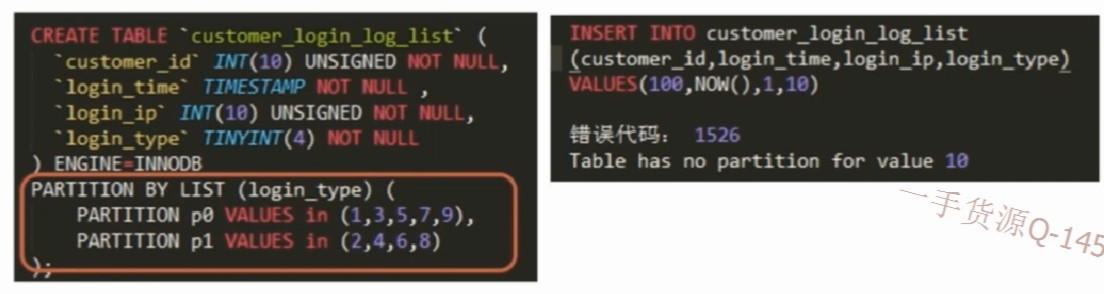 CREATE TABLE `customer_login_log_list` (
`customer_id` INT(10) UNSIGNED NOT NULL,
`login_time` TIMESTAMP NOT NULL ,
`login_ip` INT(10) UNSIGNED NOT NULL,
`login_type` TINYINT(4) NOT NULL
) ENGINE=INNODB
PARTITION BY LIST (login_type) (
PARTITION p0 VALUES in (1,3,5,7,9),
PARTITION p1 VALUES in (2,4,6,8)
);
INSERT INTO customer_login_log_list
(customer_id,login_time,login_ip,login_type)
VALUES(100,NOW(),1,10)
错误代码： 1526
Table has no partition for value 10
一手货源Q-145